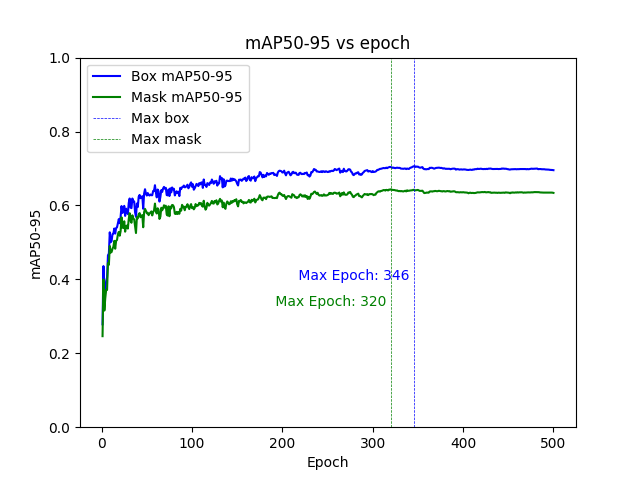 mAP50-95 vs epoch
1.0
Box mAP50-95
Mask mAP50-95
Max box
Max mask
0.8
0.6
mAP50-95
0.4
Max Epoch: 346
Max Epoch: 320
0.2
0.0
0
100
200
300
400
500
Epoch